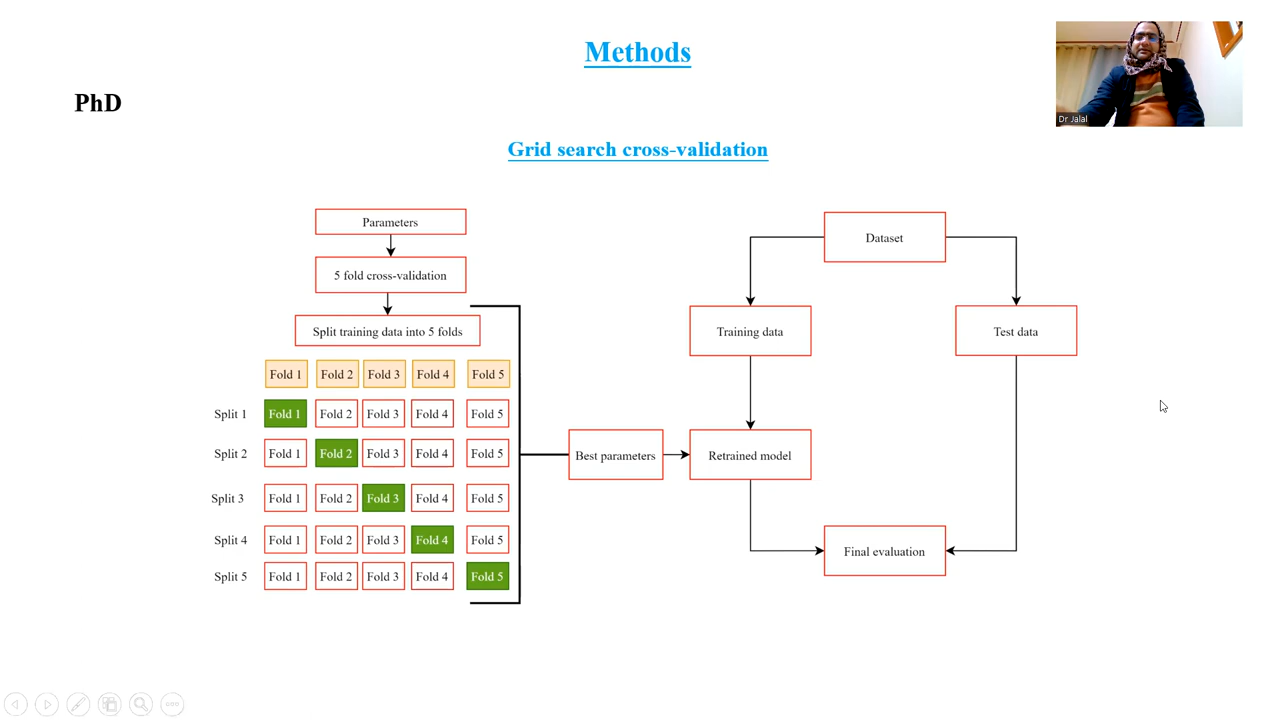 Methods
PhD
Dr Jalal
Grid search cross-validation
Parameters
5 fold cross-validation
Split training data into 5 folds
Fold 1 Fold 2 Fold 3 Fold 4 Fold 5
Split 1 Fold 1 Fold 2 Fold 3 Fold 4 Fold 5
Split 2 Fold 1 Fold 2 Fold 3 Fold 4 Fold 5
Split 3 Fold 1 Fold 2 Fold 3 Fold 4 Fold 5
Split 4 Fold 1 Fold 2 Fold 3 Fold 4 Fold 5
Split 5 Fold 1 Fold 2 Fold 3 Fold 4 Fold 5
Best parameters
Dataset
Training data
Test data
Retrained model
Final evaluation